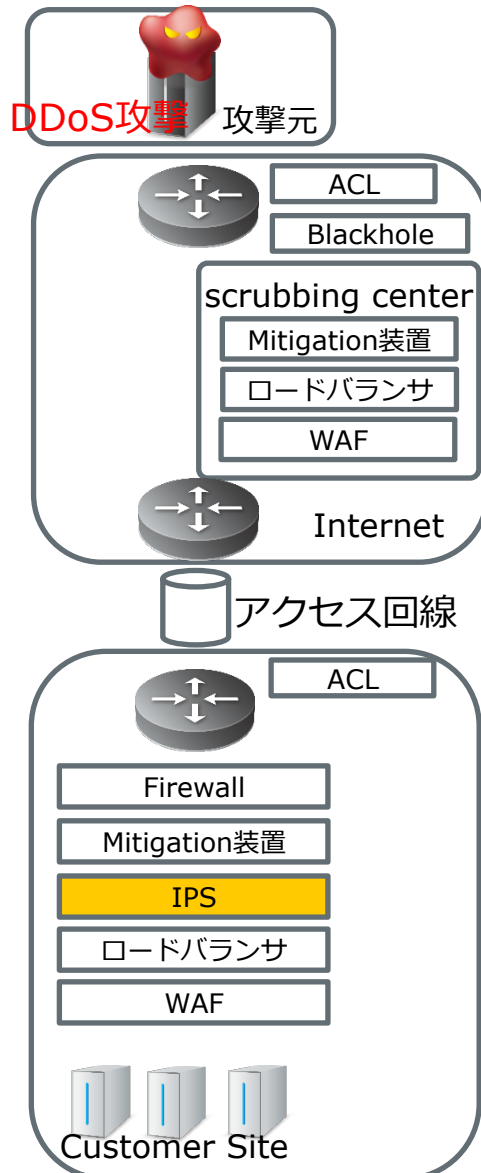 DDoS攻撃
攻撃元
ACL
Blackhole
scrubbing center
Mitigation装置
ロードバランサ
WAF
Internet
アクセス回線
ACL
Firewall
Mitigation装置
IPS
ロードバランサ
WAF
Customer Site